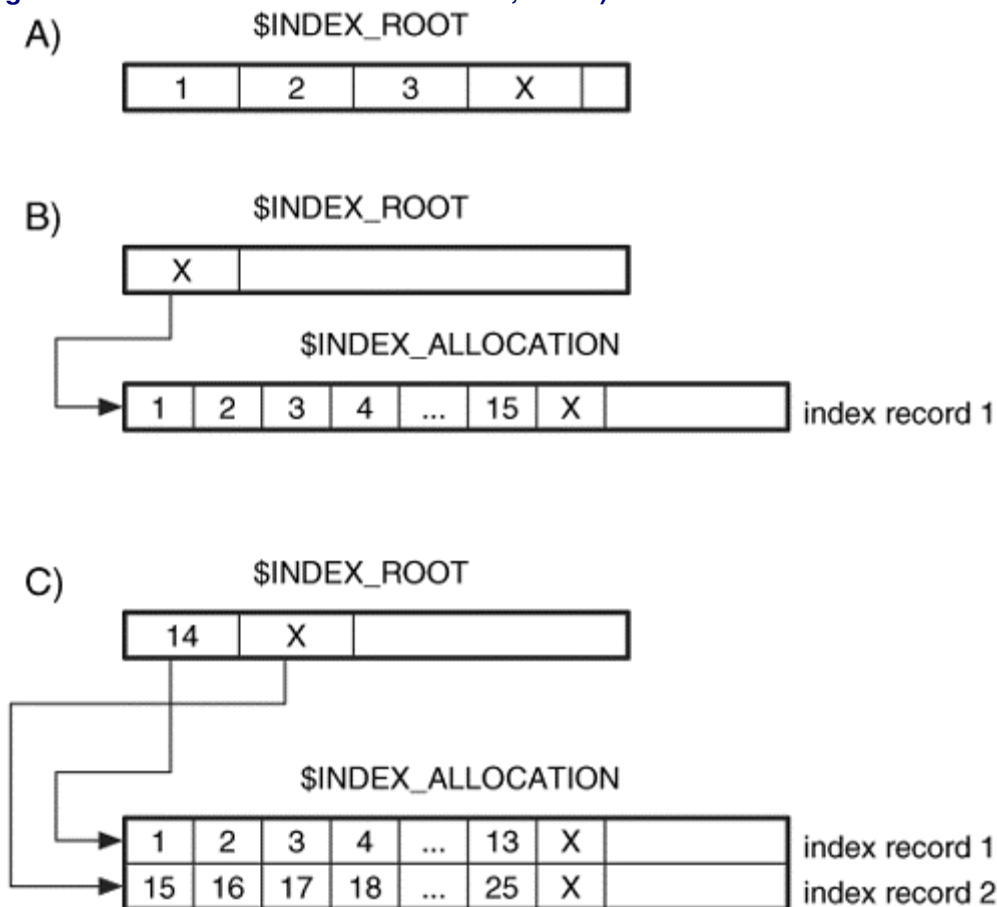 A)
$INDEX_ROOT
1 2 3 X
B)
$INDEX_ROOT
X
$INDEX_ALLOCATION
1 2 3 4 ... 15 X
index record 1
C)
$INDEX_ROOT
14 X
$INDEX_ALLOCATION
1 2 3 4 ... 13 X
index record 1
15 16 17 18 ... 25 X
index record 2